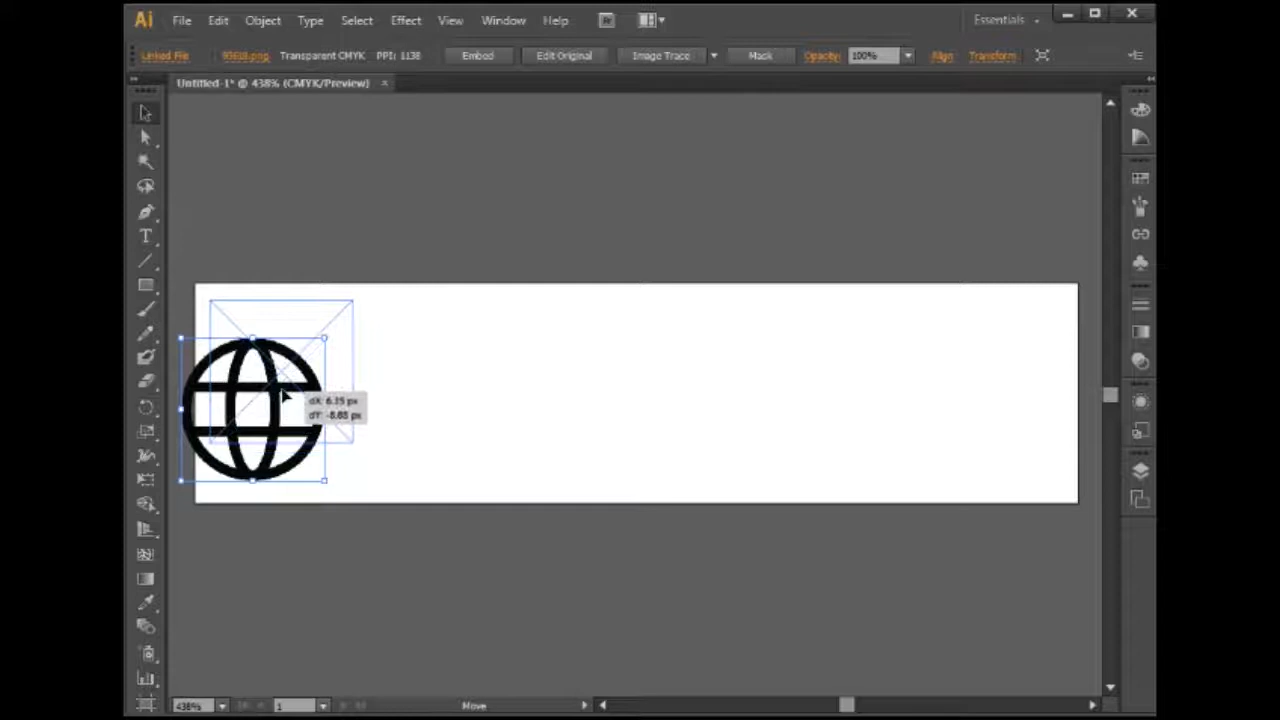 Ai File Edit Object Type Select Effect View Window Help Br Essentials
Linked File 93618.png Transparent CMYK PPI: 1138 Embed Edit Original Image Trace Mask Opacity: 100% Align Transform
Untitled-1* @ 438% (CMYK/Preview) ×
T
dX: 6.35 px
dY: -8.88 px
438% 1 Move